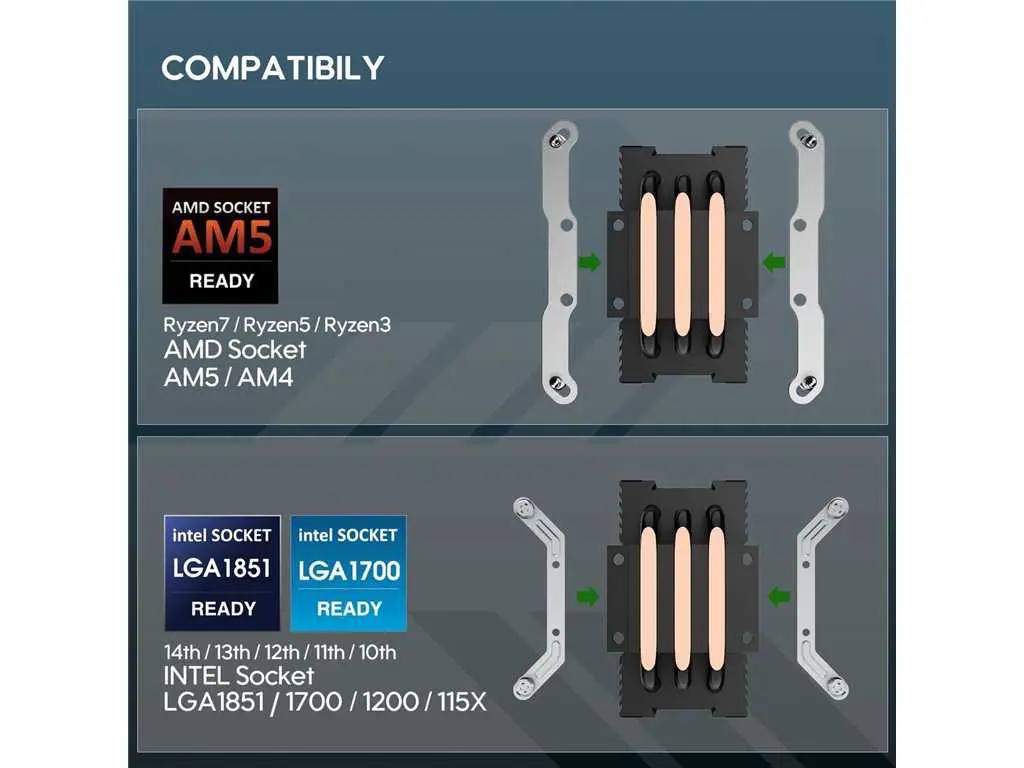 COMPATIBILY
AMD SOCKET
AM5
READY
Ryzen7 / Ryzen5 / Ryzen3
AMD Socket
AM5 / AM4
intel SOCKET
LGA1851
READY
intel SOCKET
LGA1700
READY
14th / 13th / 12th / 11th / 10th
INTEL Socket
LGA1851 / 1700 / 1200 / 115X